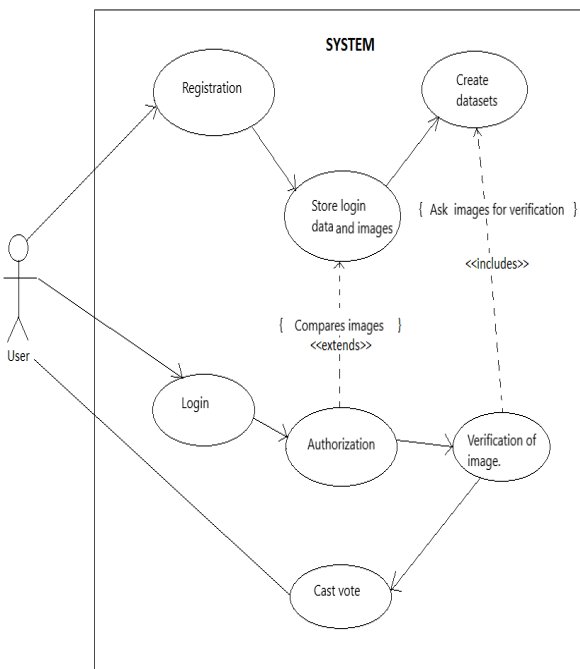 SYSTEM
Registration
Create
datasets
Store login
data and images
{ Ask images for verification }
<<includes>>
{ Compares images }
<<extends>>
User
Login
Authorization
Verification of
image.
Cast vote